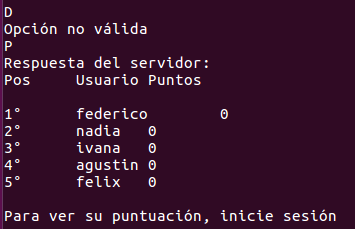 D
Opción no válida
P
Respuesta del servidor:
Pos Usuario Puntos
1° federico 0
2° nadia 0
3° ivana 0
4° agustin 0
5° felix 0
Para ver su puntuación, inicie sesión